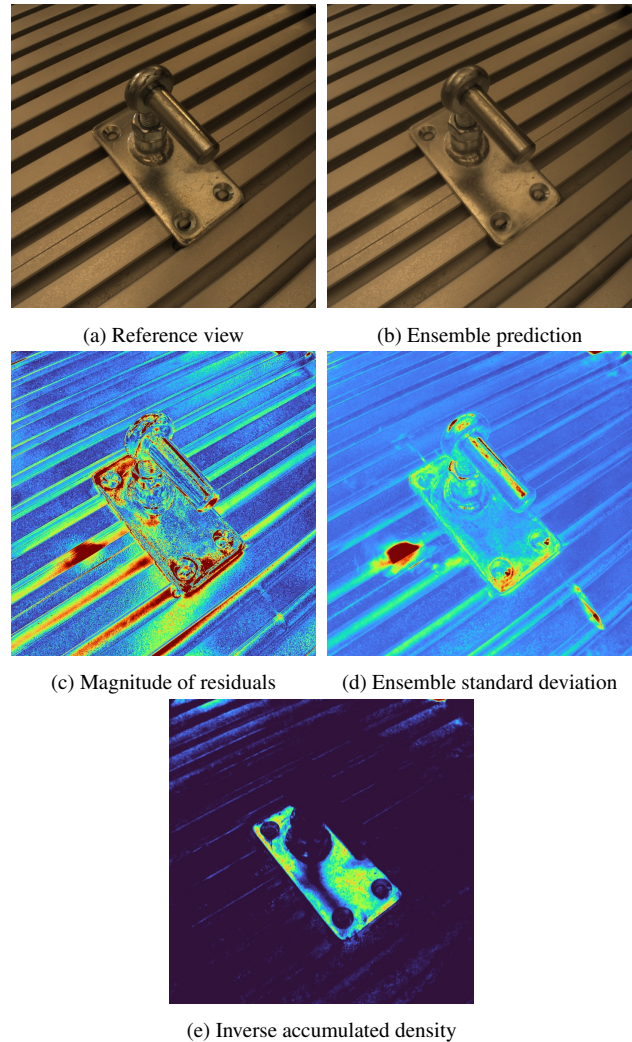 (a) Reference view
(b) Ensemble prediction
(c) Magnitude of residuals
(d) Ensemble standard deviation
(e) Inverse accumulated density